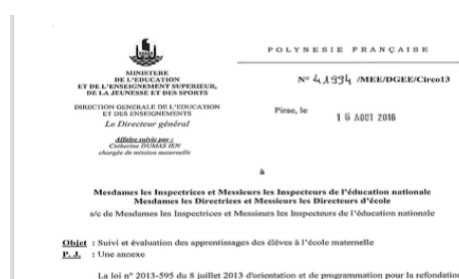 POLYNESIE FRANÇAISE
MINISTERE
DE L'EDUCATION
ET DE L'ENSEIGNEMENT SUPERIEUR,
DE LA JEUNESSE ET DES SPORTS
N° 41994 /MEE/DGEE/Circo13
DIRECTION GENERALE DE L'EDUCATION
ET DES ENSEIGNEMENTS
Le Directeur général
Pirae, le
16 AOUT 2016
Affaire suivie par :
Catherine DUMAS IEN
chargée de mission maternelle
à
Mesdames les Inspectrices et Messieurs les Inspecteurs de l'éducation nationale
Mesdames les Directrices et Messieurs les Directeurs d'école
s/c de Mesdames les Inspectrices et Messieurs les Inspecteurs de l'éducation nationale
Objet : Suivi et évaluation des apprentissages des élèves à l'école maternelle
P.J. : Une annexe
La loi n° 2013-595 du 8 juillet 2013 d'orientation et de programmation pour la refondation